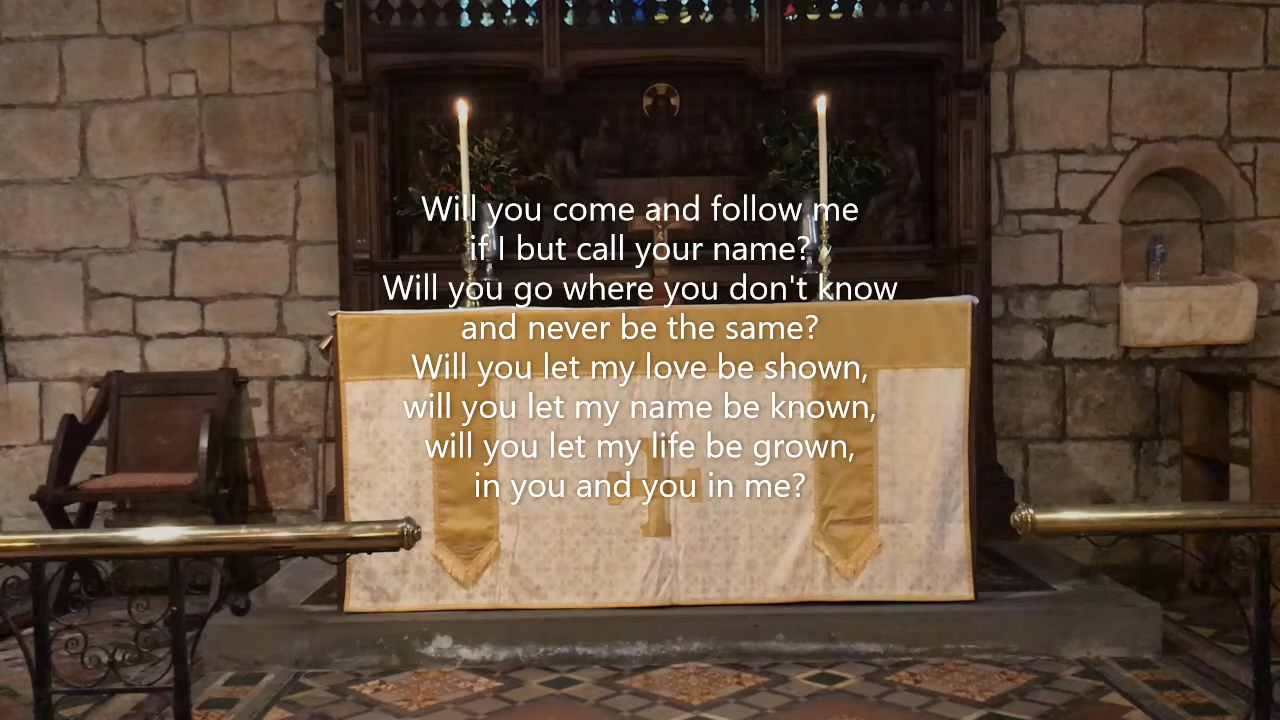 Will you come and follow me
if I but call your name?
Will you go where you don't know
and never be the same?
Will you let my love be shown,
will you let my name be known,
will you let my life be grown,
in you and you in me?